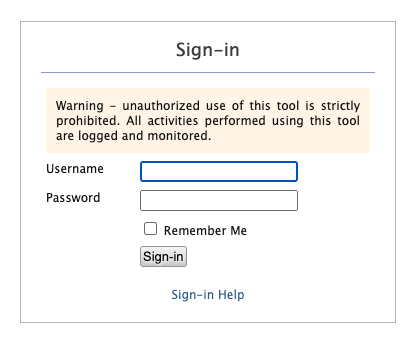 Sign-in
Warning - unauthorized use of this tool is strictly
prohibited. All activities performed using this tool
are logged and monitored.
Username
Password
Remember Me
Sign-in
Sign-in Help